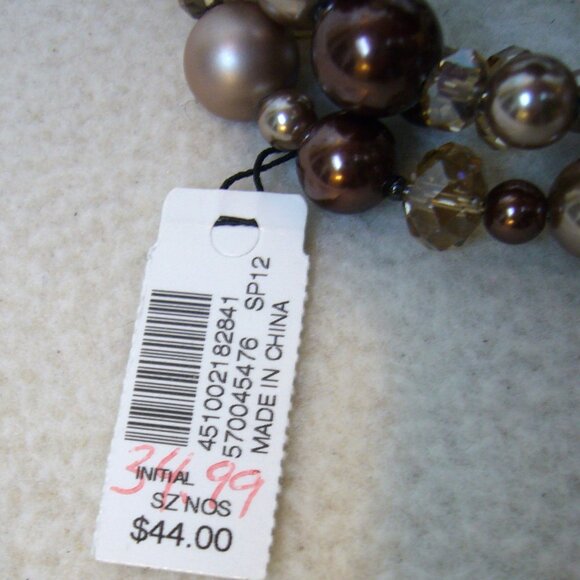 451002182841
570045476 SP12
MADE IN CHINA
INITIAL
34.99
SZ NOS
$44.00